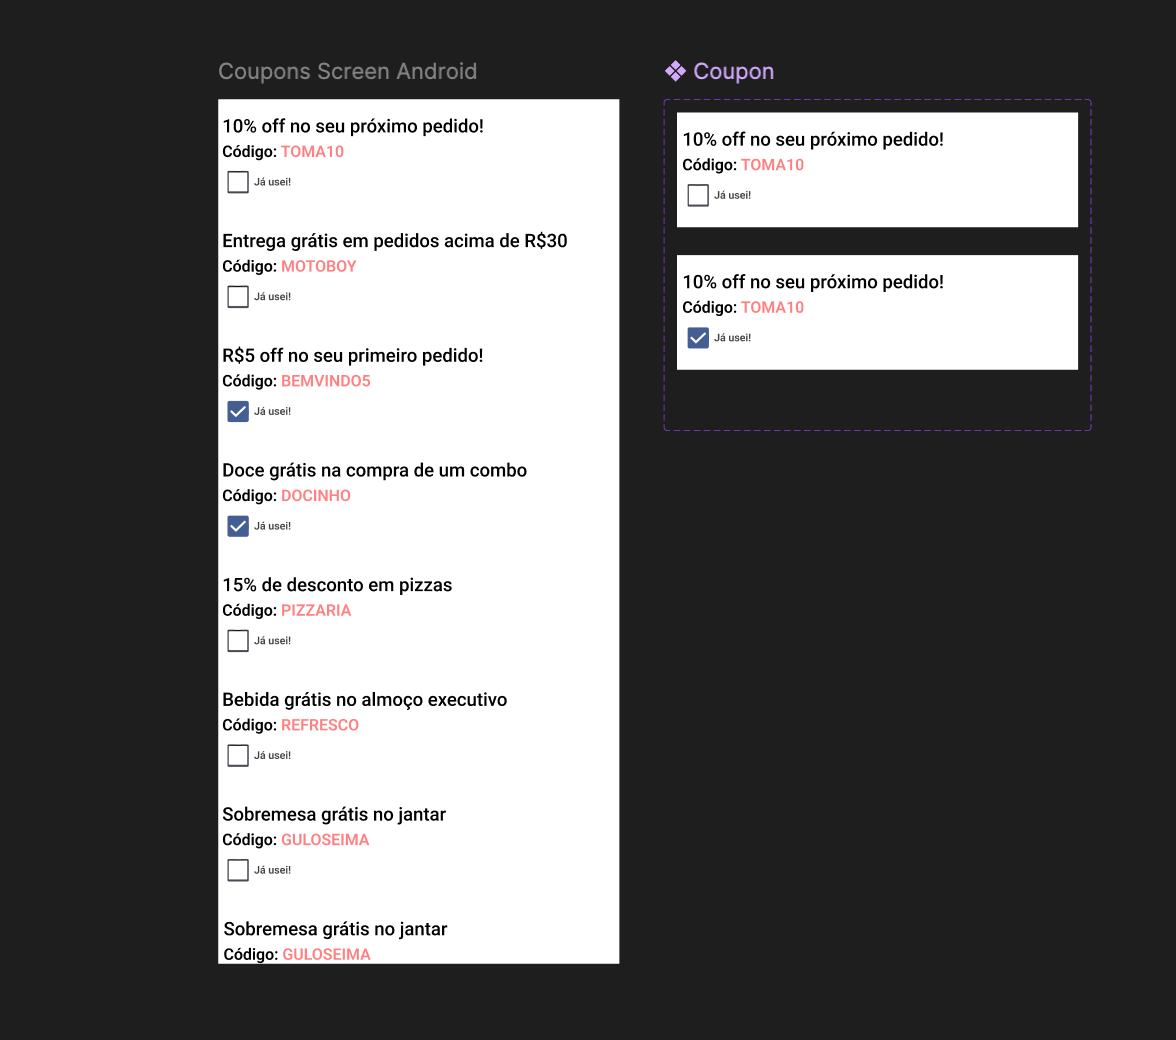 Coupons Screen Android
10% off no seu próximo pedido!
Código: TOMA10
Já usei!
Entrega grátis em pedidos acima de R$30
Código: MOTOBOY
Já usei!
R$5 off no seu primeiro pedido!
Código: BEMVINDO5
Já usei!
Doce grátis na compra de um combo
Código: DOCINHO
Já usei!
15% de desconto em pizzas
Código: PIZZARIA
Já usei!
Bebida grátis no almoço executivo
Código: REFRESCO
Já usei!
Sobremesa grátis no jantar
Código: GULOSEIMA
Já usei!
Sobremesa grátis no jantar
Código: GULOSEIMA
Coupon
10% off no seu próximo pedido!
Código: TOMA10
Já usei!
10% off no seu próximo pedido!
Código: TOMA10
Já usei!